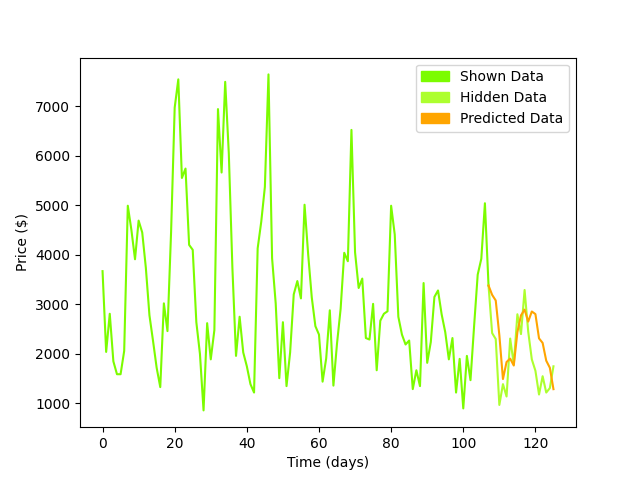 Shown Data
Hidden Data
Predicted Data
7000
6000
5000
4000
3000
2000
1000
Price ($)
0 20 40 60 80 100 120
Time (days)